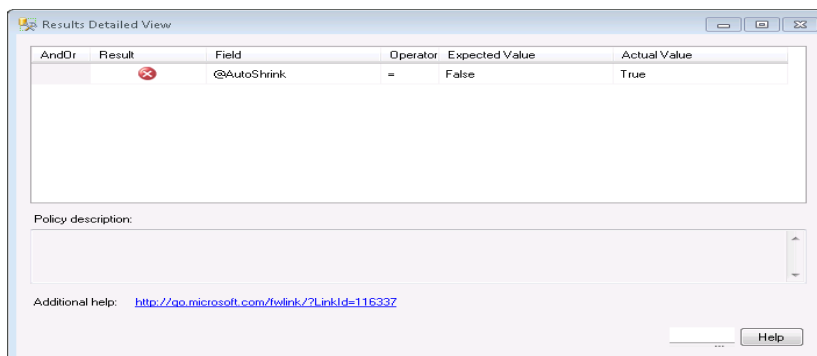 Results Detailed View
AndOr Result Field Operator Expected Value Actual Value
@AutoShrink = False True
Policy description:
Additional help: http://go.microsoft.com/fwlink/?LinkId=116337
... Help